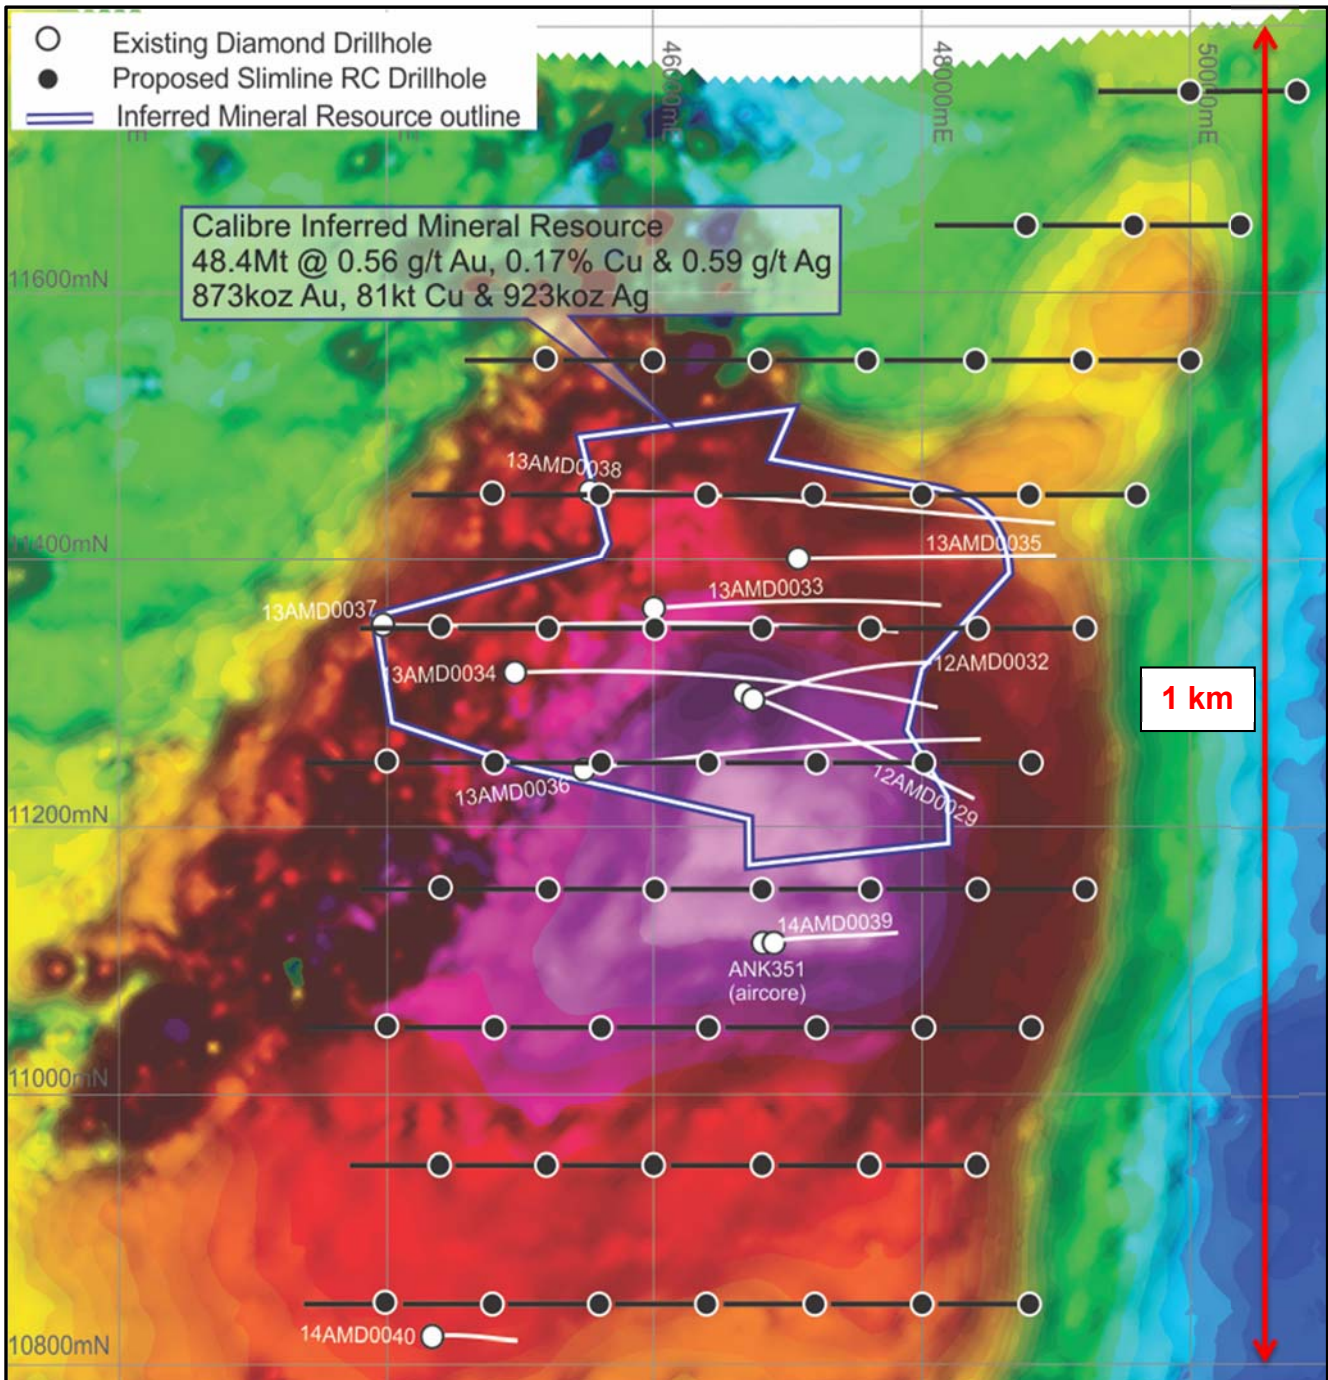 Existing Diamond Drillhole
Proposed Slimline RC Drillhole
Inferred Mineral Resource outline
46000mE
48000mE
50000mE
Calibre Inferred Mineral Resource
48.4Mt @ 0.56 g/t Au, 0.17% Cu & 0.59 g/t Ag
873koz Au, 81kt Cu & 923koz Ag
11600mN
13AMD0038
11400mN
13AMD0035
13AMD0033
13AMD0037
12AMD0032
13AMD0034
1 km
13AMD0036
12AMD0029
11200mN
14AMD0039
ANK351
(aircore)
11000mN
14AMD0040
10800mN